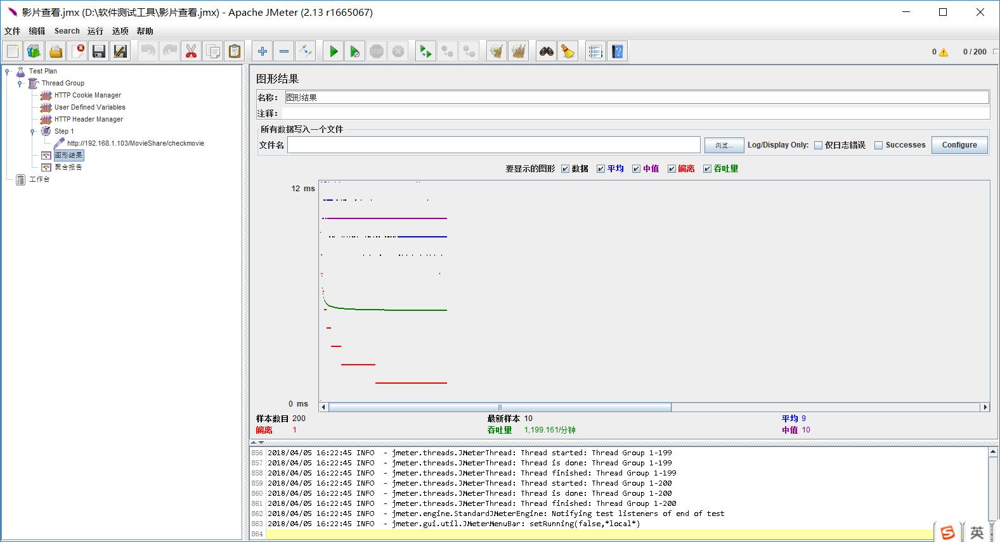 影片查看.jmx (D:\软件测试工具\影片查看.jmx) - Apache JMeter (2.13 r1665067)
文件 编辑 Search 运行 选项 帮助
STOP
0 0 / 200
Test Plan
Thread Group
HTTP Cookie Manager
User Defined Variables
HTTP Header Manager
Step 1
http://192.168.1.103/MovieShare/checkmovie
图形结果
聚合报告
工作台
图形结果
名称: 图形结果
注释:
所有数据写入一个文件
文件名 浏览... Log/Display Only: 仅日志错误 Successes Configure
要显示的图形 数据 平均 中值 偏离 吞吐量
12 ms
0 ms
样本数目 200 最新样本 10 平均 9
偏离 1 吞吐量 1,199.161/分钟 中值 10
856 2018/04/05 16:22:45 INFO - jmeter.threads.JMeterThread: Thread started: Thread Group 1-199
857 2018/04/05 16:22:45 INFO - jmeter.threads.JMeterThread: Thread is done: Thread Group 1-199
858 2018/04/05 16:22:45 INFO - jmeter.threads.JMeterThread: Thread finished: Thread Group 1-199
859 2018/04/05 16:22:45 INFO - jmeter.threads.JMeterThread: Thread started: Thread Group 1-200
860 2018/04/05 16:22:45 INFO - jmeter.threads.JMeterThread: Thread is done: Thread Group 1-200
861 2018/04/05 16:22:45 INFO - jmeter.threads.JMeterThread: Thread finished: Thread Group 1-200
862 2018/04/05 16:22:45 INFO - jmeter.engine.StandardJMeterEngine: Notifying test listeners of end of test
863 2018/04/05 16:22:45 INFO - jmeter.gui.util.JMeterMenuBar: setRunning(false,*local*)
864
英